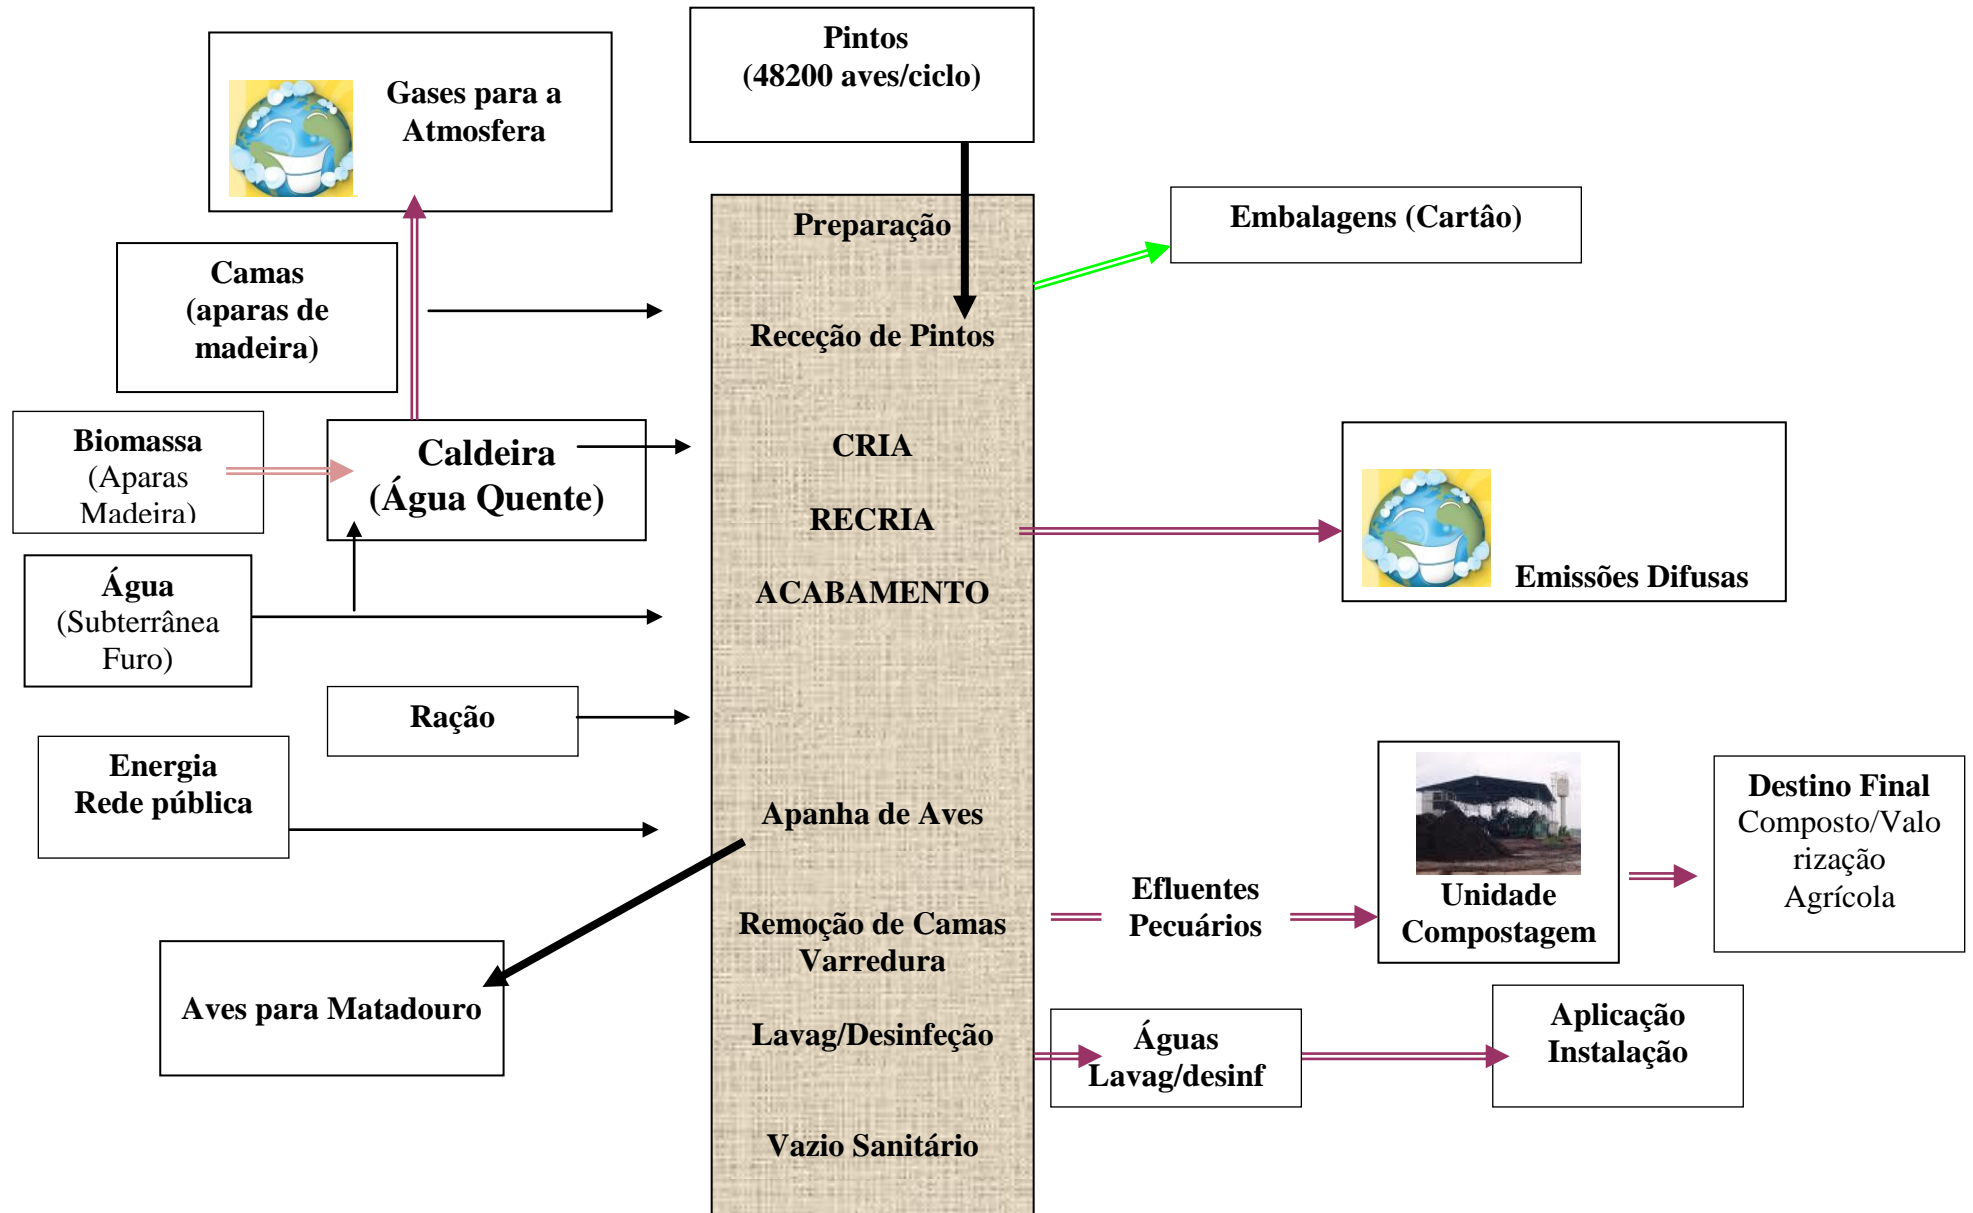 Pintos
(48200 aves/ciclo)
Gases para a
Atmosfera
Preparação
Embalagens (Cartâo)
Camas
(aparas de
madeira)
Receção de Pintos
Biomassa
(Aparas
Madeira)
Caldeira
(Água Quente)
CRIA
RECRIA
ACABAMENTO
Emissões Difusas
Água
(Subterrânea
Furo)
Ração
Energia
Rede pública
Apanha de Aves
Remoção de Camas
Varredura
Efluentes
Pecuários
Unidade
Compostagem
Destino Final
Composto/Valo
rização
Agrícola
Aves para Matadouro
Lavag/Desinfeção
Águas
Lavag/desinf
Aplicação
Instalação
Vazio Sanitário